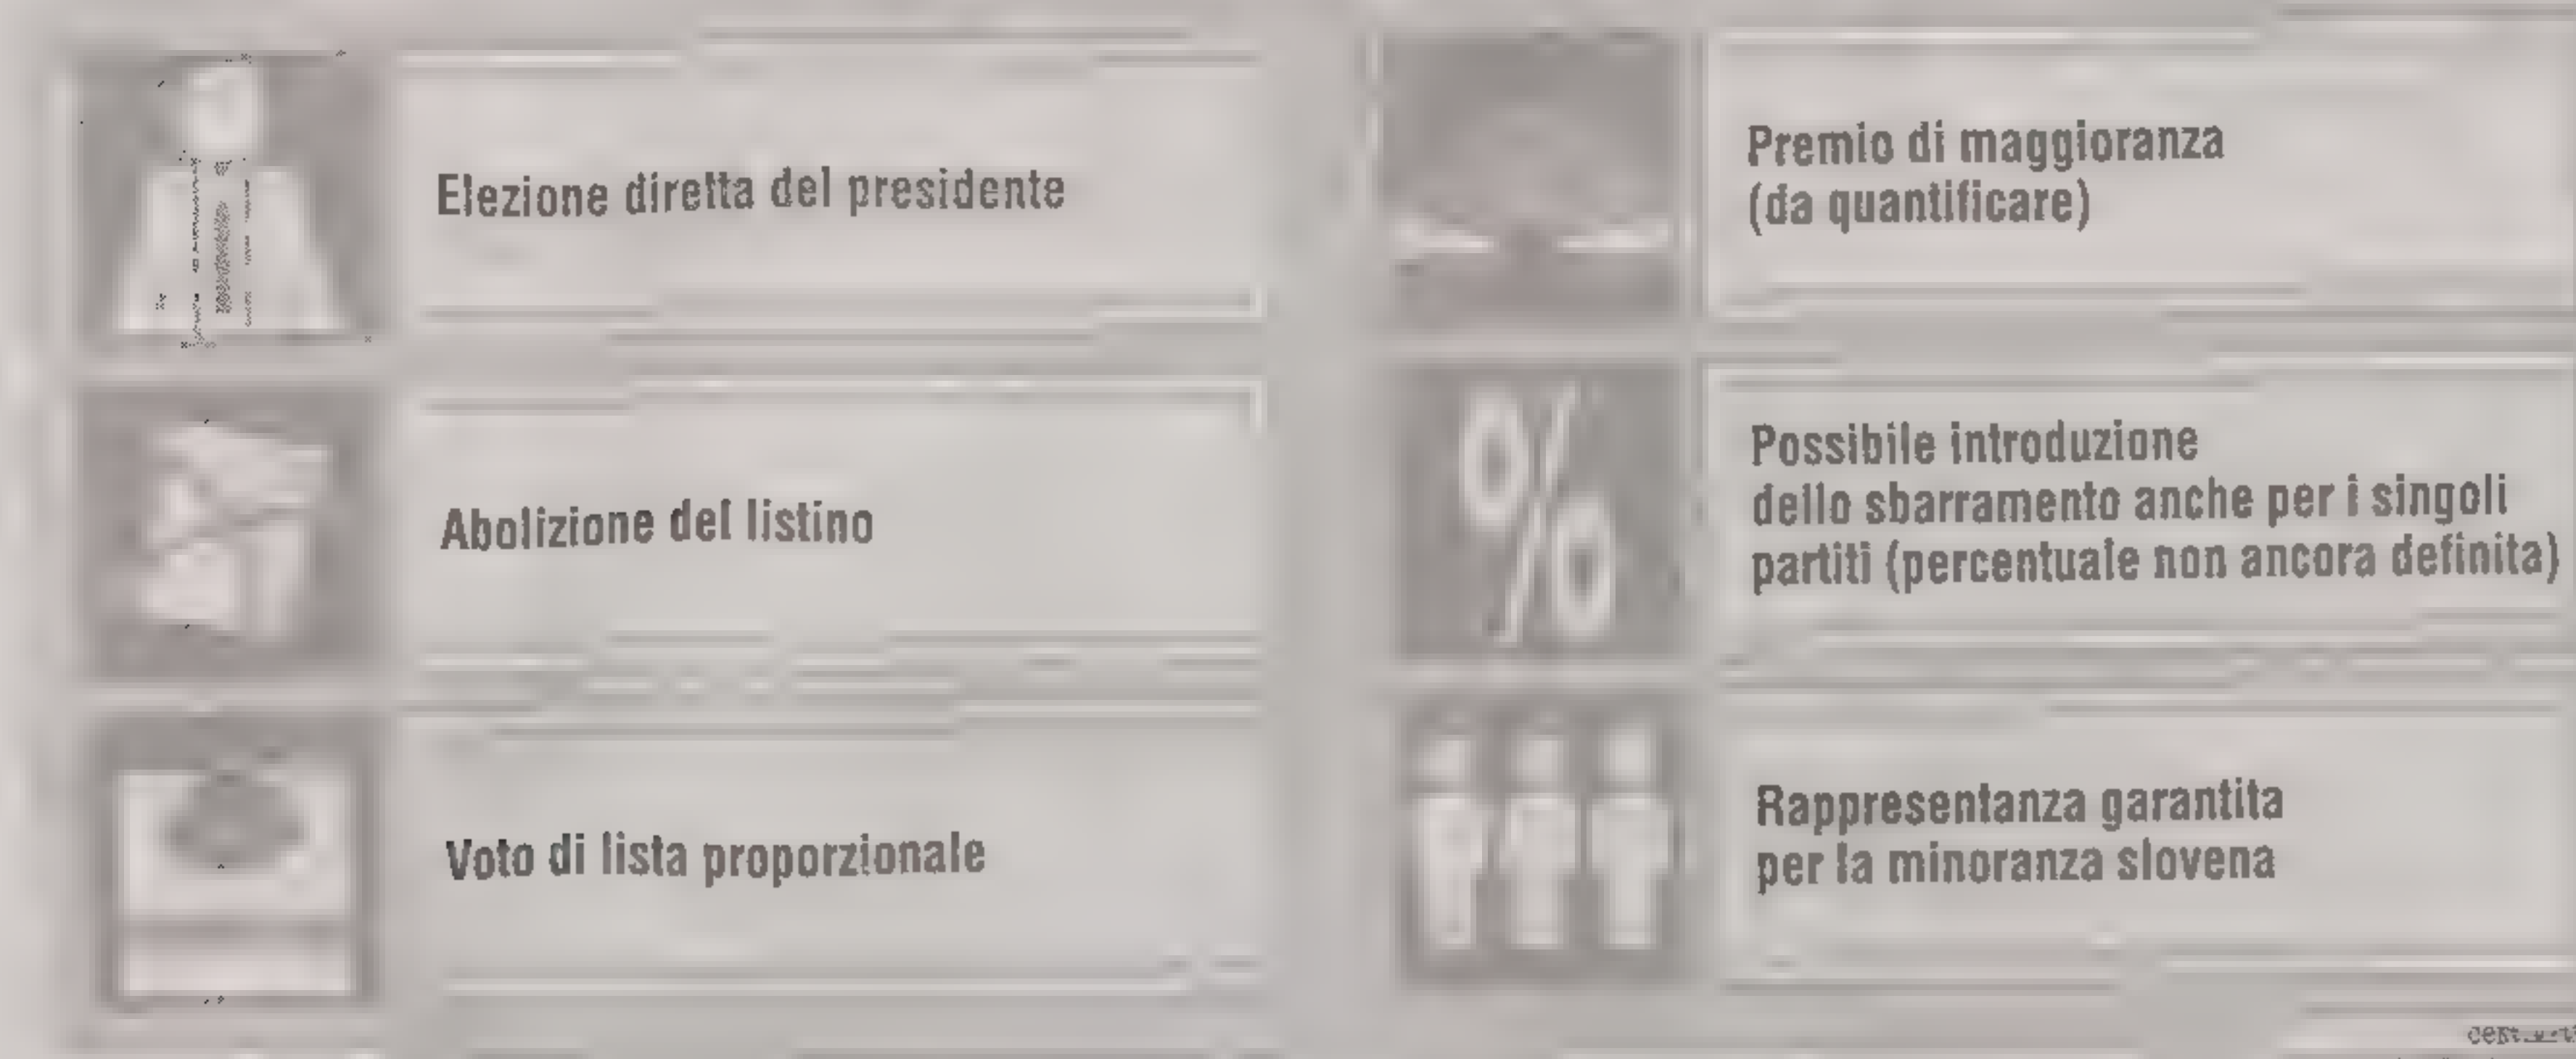 Elezione diretta del presidente
Abolizione del listino
Voto di lista proporzionale
Premio di maggioranza
(da quantificare)
Possibile introduzione
dello sbarramento anche per i singoli
partiti (percentuale non ancora definita)
Rappresentanza garantita
per la minoranza slovena